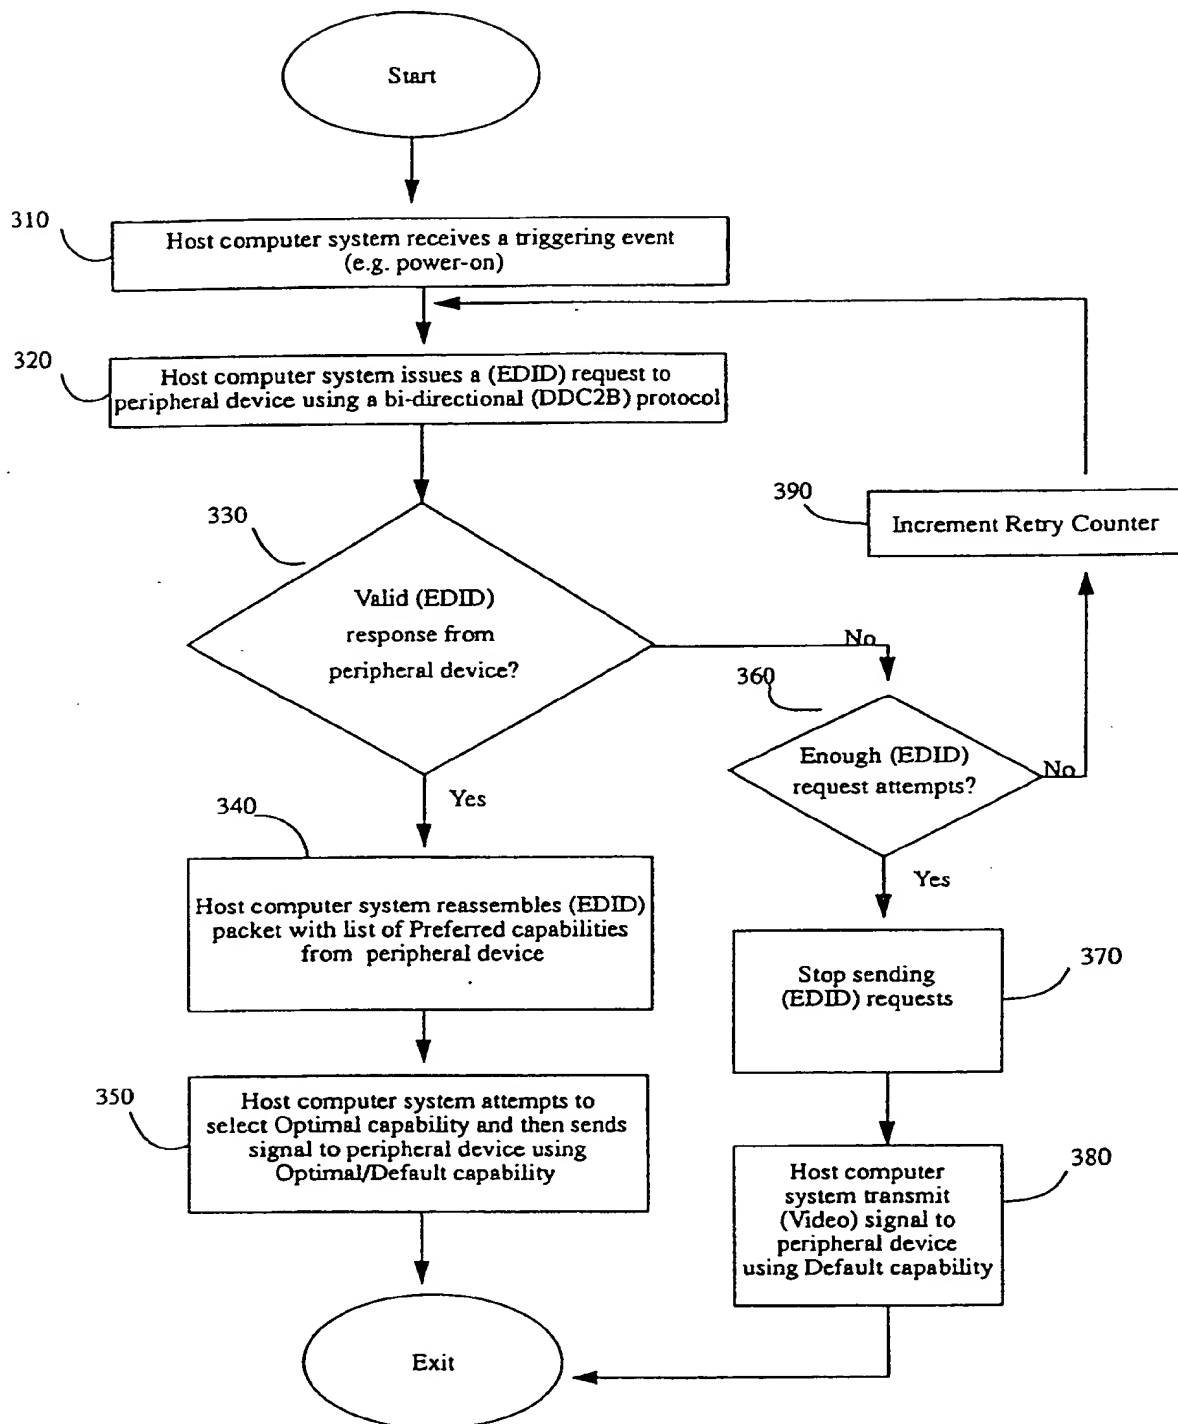 Start
310
Host computer system receives a triggering event
(e.g. power-on)
320
Host computer system issues a (EDID) request to
peripheral device using a bi-directional (DDC2B) protocol
390
Increment Retry Counter
330
Valid (EDID)
response from
peripheral device?
No
360
Enough (EDID)
request attempts?
No
Yes
340
Yes
Host computer system reassembles (EDID)
packet with list of Preferred capabilities
from peripheral device
370
Stop sending
(EDID) requests
350
Host computer system attempts to
select Optimal capability and then sends
signal to peripheral device using
Optimal/Default capability
380
Host computer
system transmit
(Video) signal to
peripheral device
using Default capability
Exit